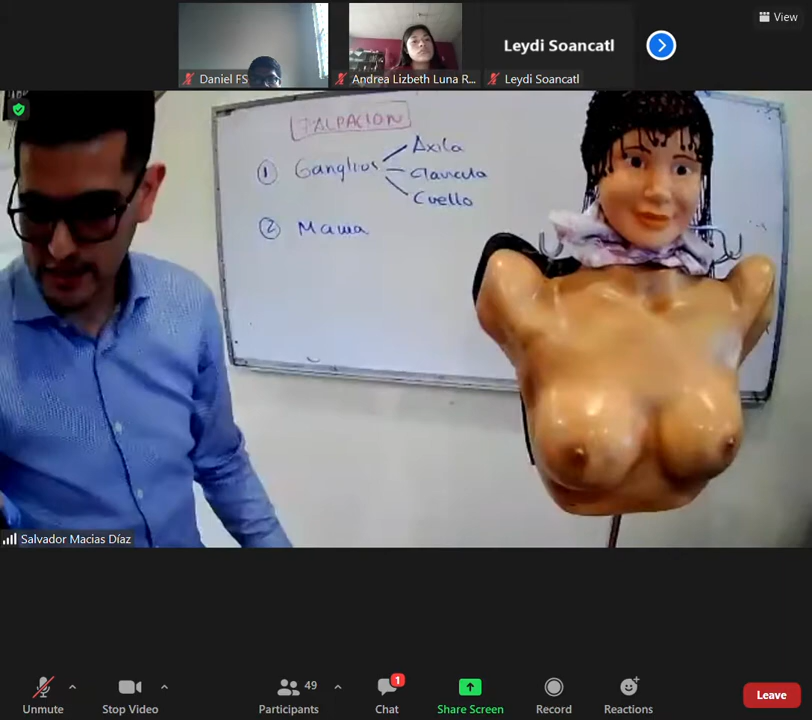 View
Leydi Soancatl
Daniel FS
Andrea Lizbeth Luna R...
Leydi Soancatl
PALPACION
① Ganglios
Axila
Clavicula
Cuello
② Mama
Salvador Macias Díaz
49
1
Unmute
Stop Video
Participants
Chat
Share Screen
Record
Reactions
Leave